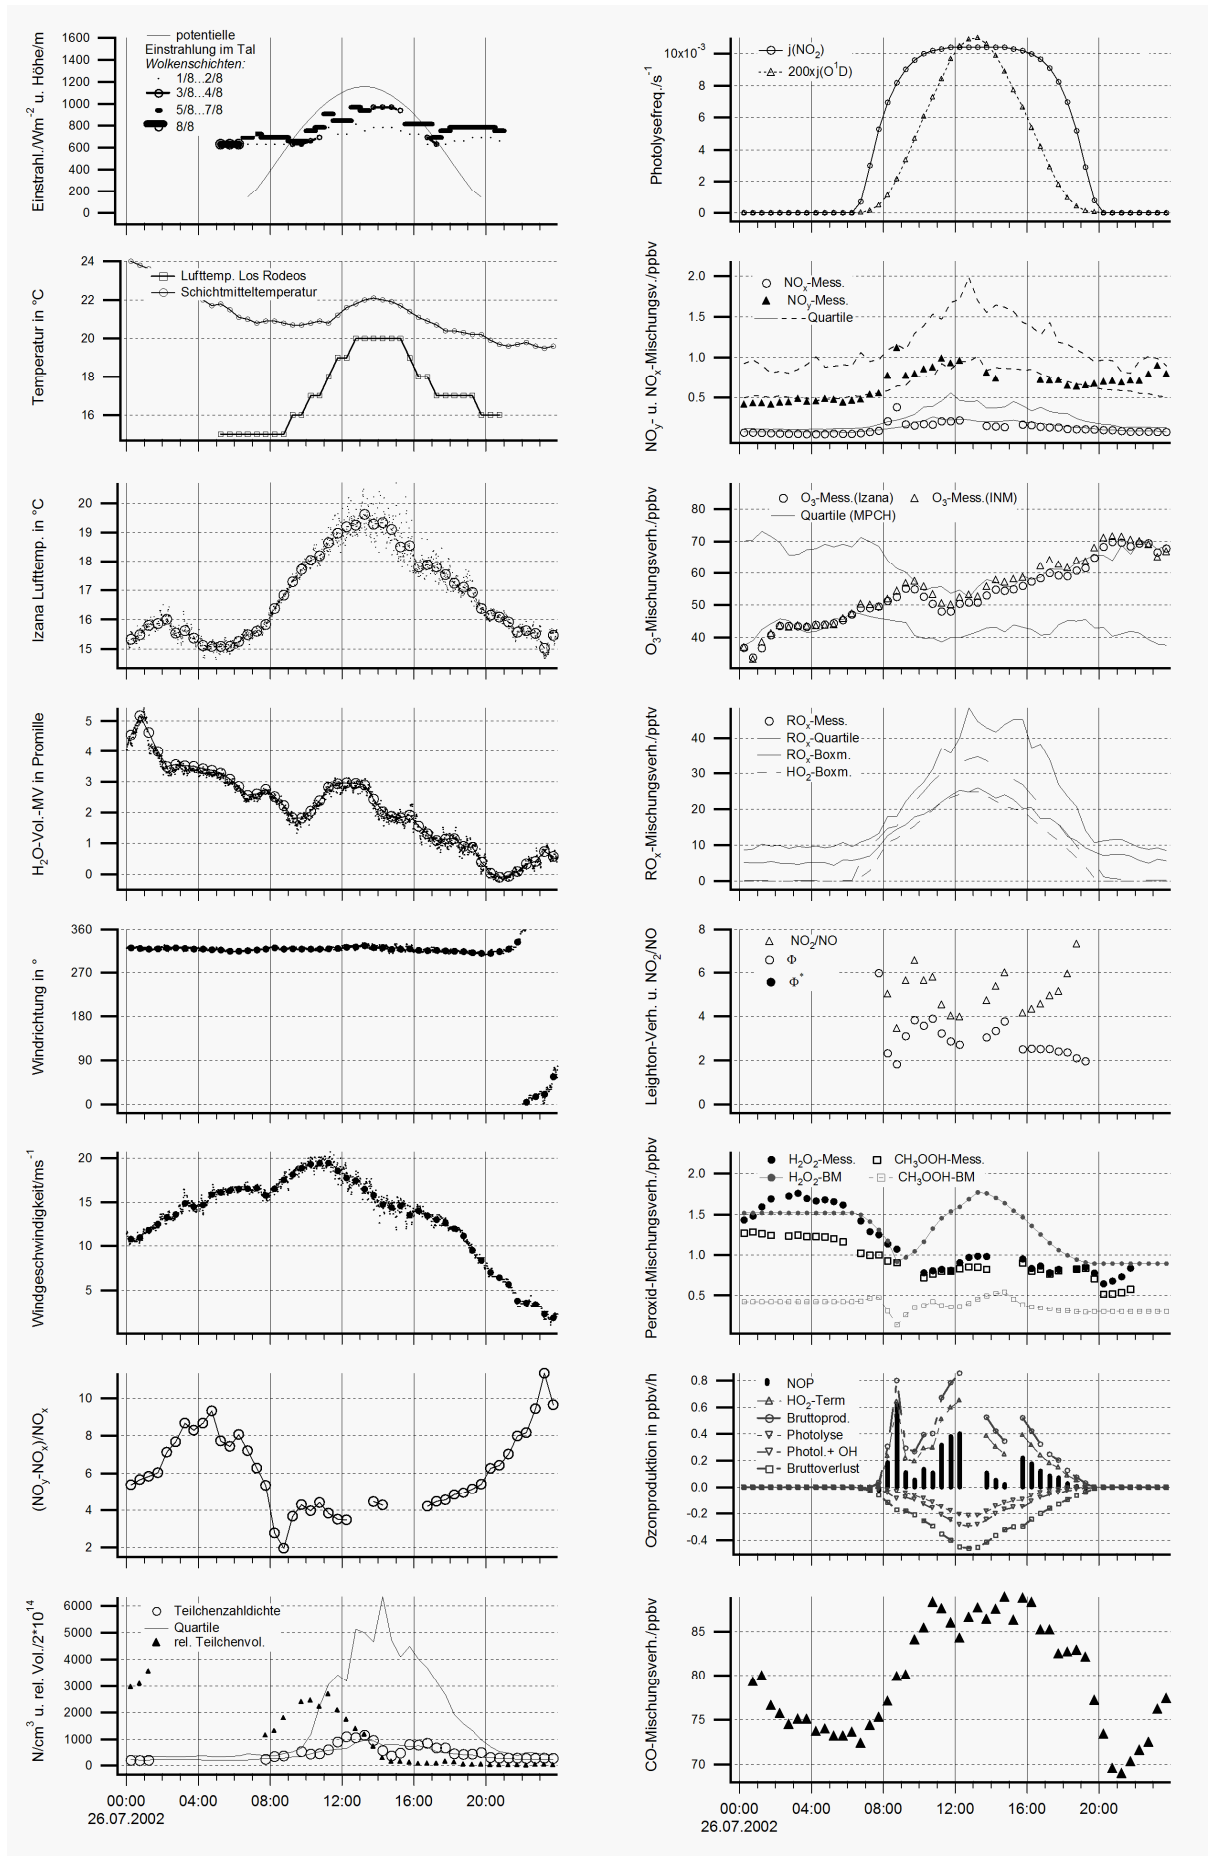 Einstrahl./Wm⁻² u. Höhe/m
1600
1400
1200
1000
800
600
400
200
0
potentielle
Einstrahlung im Tal
Wolkenschichten:
1/8...2/8
3/8...4/8
5/8...7/8
8/8
Temperatur in °C
24
22
20
18
16
Lufttemp. Los Rodeos
Schichtmitteltemperatur
Izana Lufttemp. in °C
20
19
18
17
16
15
H₂O-Vol.-MV in Promille
5
4
3
2
1
0
Windrichtung in °
360
270
180
90
0
Windgeschwindigkeit/ms⁻¹
20
15
10
5
(NOy-NOx)/NOx
10
8
6
4
2
N/cm³ u. rel. Vol./2*10¹⁴
6000
5000
4000
3000
2000
1000
0
Teilchenzahldichte
Quartile
rel. Teilchenvol.
00:00 04:00 08:00 12:00 16:00 20:00
26.07.2002
Photolysefreq./s⁻¹
10x10⁻³
8
6
4
2
0
j(NO₂)
200xj(O¹D)
NOy- u. NOx-Mischungsv./ppbv
2.0
1.5
1.0
0.5
NOx-Mess.
NOy-Mess.
Quartile
O₃-Mischungsverh./ppbv
80
70
60
50
40
O₃-Mess.(Izana) O₃-Mess.(INM)
Quartile (MPCH)
ROx-Mischungsverh./pptv
40
30
20
10
0
ROx-Mess.
ROx-Quartile
ROx-Boxm.
HO₂-Boxm.
Leighton-Verh. u. NO₂/NO
8
6
4
2
0
NO₂/NO
Φ
Φ*
Peroxid-Mischungsverh./ppbv
2.0
1.5
1.0
0.5
H₂O₂-Mess. CH₃OOH-Mess.
H₂O₂-BM CH₃OOH-BM
Ozonproduktion in ppbv/h
0.8
0.6
0.4
0.2
0.0
-0.2
-0.4
NOP
HO₂-Term
Bruttoprod.
Photolyse
Photol.+ OH
Bruttoverlust
CO-Mischungsverh./ppbv
85
80
75
70
00:00 04:00 08:00 12:00 16:00 20:00
26.07.2002